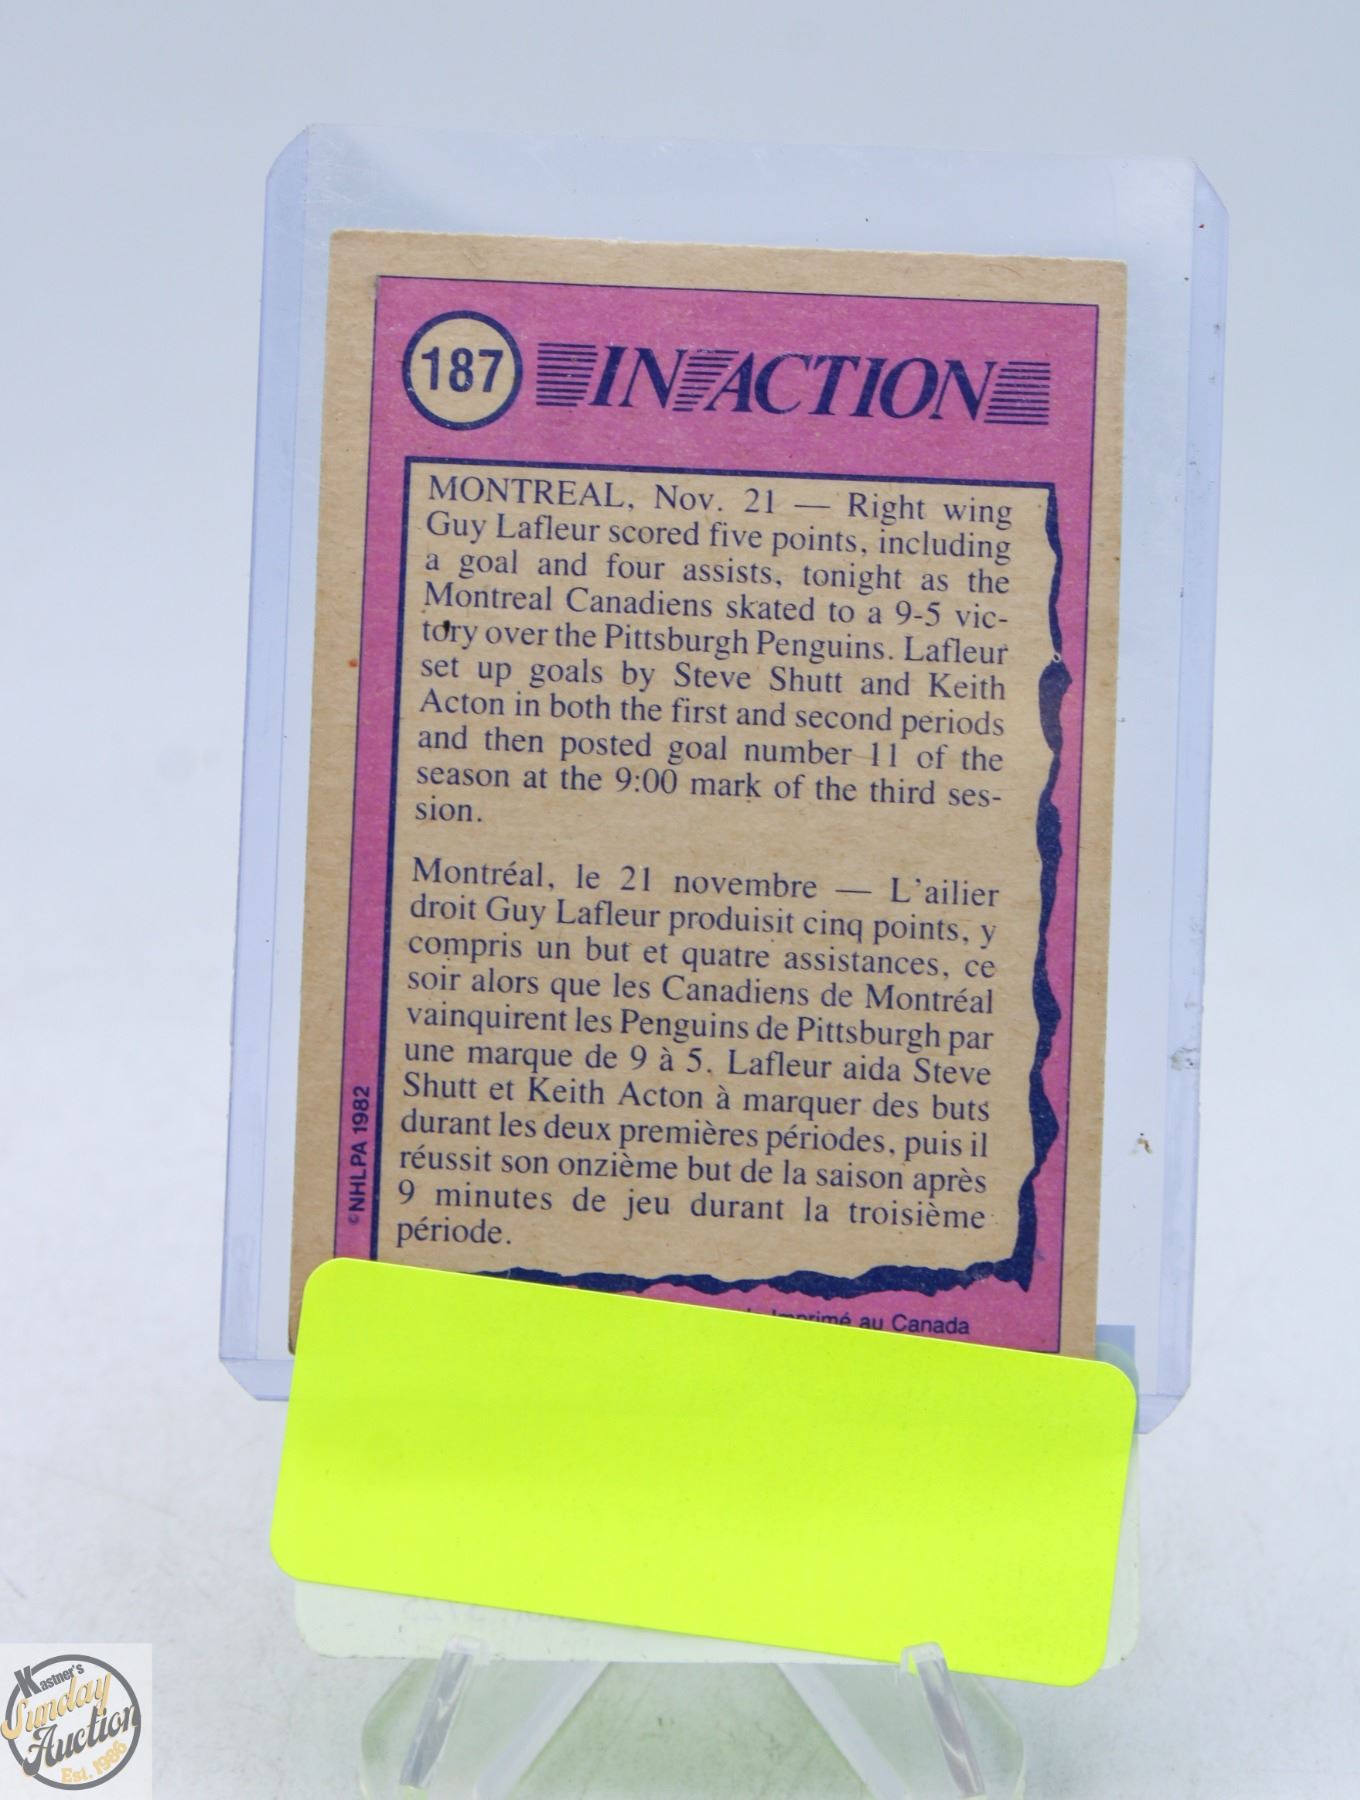 187 IN ACTION
MONTREAL, Nov. 21 — Right wing
Guy Lafleur scored five points, including
a goal and four assists, tonight as the
Montreal Canadiens skated to a 9-5 vic-
tory over the Pittsburgh Penguins. Lafleur
set up goals by Steve Shutt and Keith
Acton in both the first and second periods
and then posted goal number 11 of the
season at the 9:00 mark of the third ses-
sion.
Montréal, le 21 novembre — L'ailier
droit Guy Lafleur produisit cinq points, y
compris un but et quatre assistances, ce
soir alors que les Canadiens de Montréal
vainquirent les Penguins de Pittsburgh par
une marque de 9 à 5. Lafleur aida Steve
Shutt et Keith Acton à marquer des buts
durant les deux premières périodes, puis il
réussit son onzième but de la saison après
9 minutes de jeu durant la troisième
période.
©NHLPA 1982
Imprimé au Canada
Kastner's
Sunday
Auction
Est. 1986